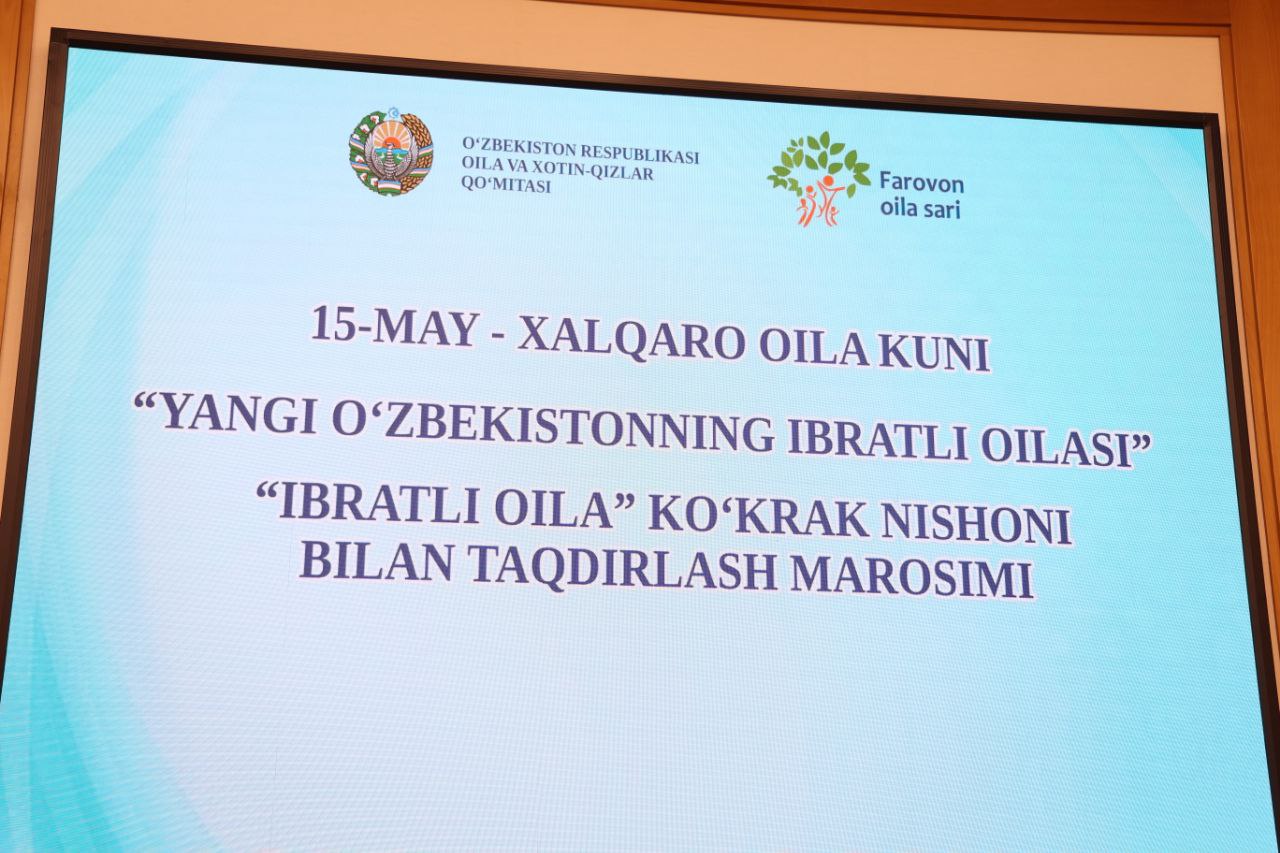 O‘ZBEKISTON RESPUBLIKASI
OILA VA XOTIN-QIZLAR
QO‘MITASI
Farovon
oila sari
15-MAY - XALQARO OILA KUNI
“YANGI O‘ZBEKISTONNING IBRATLI OILASI”
“IBRATLI OILA” KO‘KRAK NISHONI
BILAN TAQDIRLASH MAROSIMI